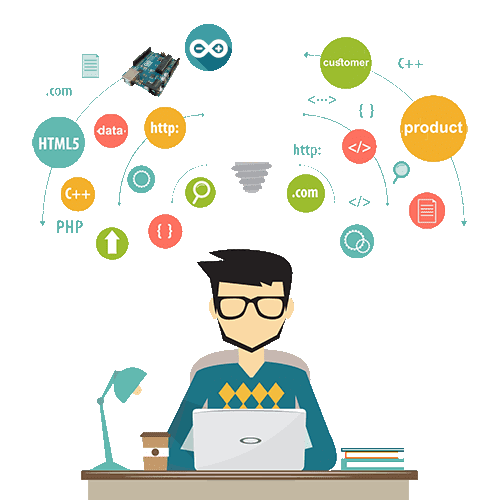 customer
C++
.com
<···>
{ }
HTML5
data
http:
product
</>
http:
C++
.com
</>
PHP
{ }